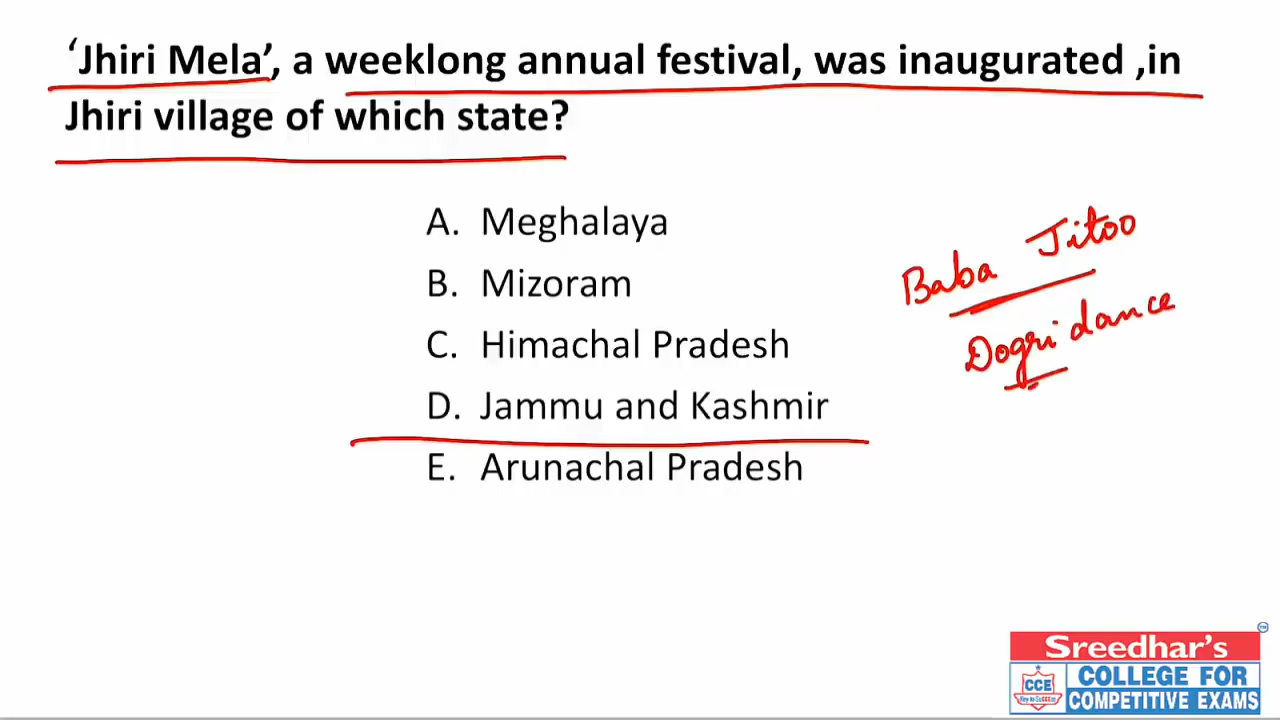 ‘Jhiri Mela’, a weeklong annual festival, was inaugurated ,in
Jhiri village of which state?
A. Meghalaya
B. Mizoram
C. Himachal Pradesh
D. Jammu and Kashmir
E. Arunachal Pradesh
Baba Jitoo
Dogri dance
Sreedhar's
CCE
COLLEGE FOR
COMPETITIVE EXAMS